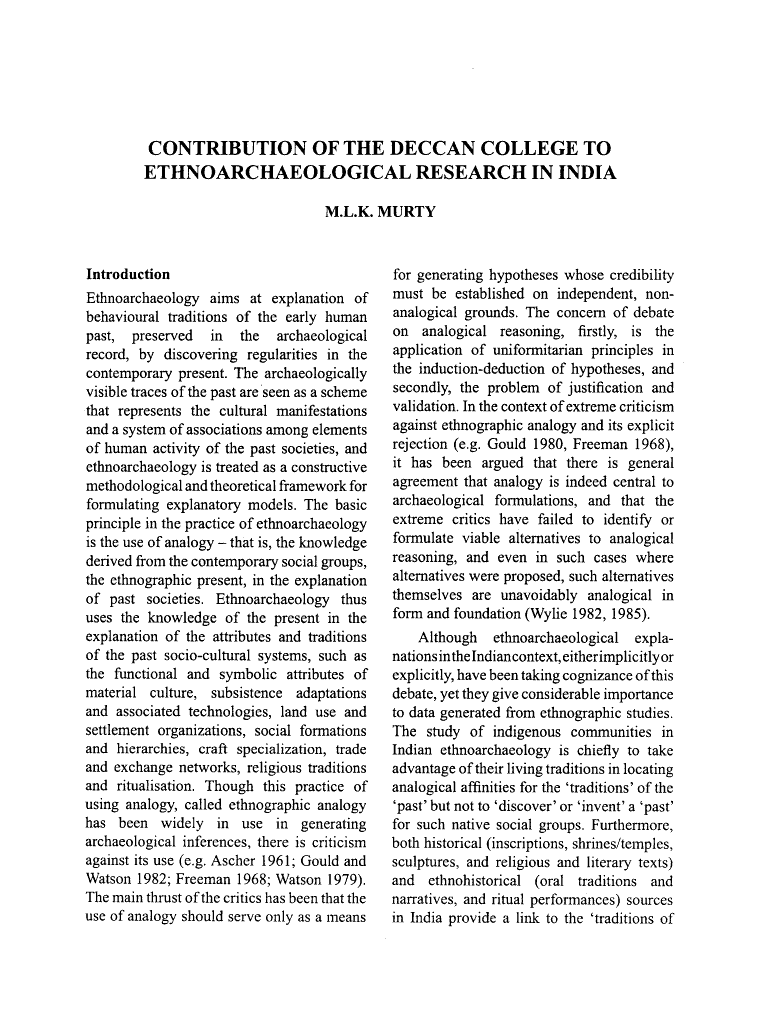 CONTRIBUTION OF THE DECCAN COLLEGE TO
ETHNOARCHAEOLOGICAL RESEARCH IN INDIA
M.L.K. MURTY
Introduction
Ethnoarchaeology aims at explanation of
behavioural traditions of the early human
past, preserved in the archaeological
record, by discovering regularities in the
contemporary present. The archaeologically
visible traces of the past are seen as a scheme
that represents the cultural manifestations
and a system of associations among elements
of human activity of the past societies, and
ethnoarchaeology is treated as a constructive
methodological and theoretical framework for
formulating explanatory models. The basic
principle in the practice of ethnoarchaeology
is the use of analogy – that is, the knowledge
derived from the contemporary social groups,
the ethnographic present, in the explanation
of past societies. Ethnoarchaeology thus
uses the knowledge of the present in the
explanation of the attributes and traditions
of the past socio-cultural systems, such as
the functional and symbolic attributes of
material culture, subsistence adaptations
and associated technologies, land use and
settlement organizations, social formations
and hierarchies, craft specialization, trade
and exchange networks, religious traditions
and ritualisation. Though this practice of
using analogy, called ethnographic analogy
has been widely in use in generating
archaeological inferences, there is criticism
against its use (e.g. Ascher 1961; Gould and
Watson 1982; Freeman 1968; Watson 1979).
The main thrust of the critics has been that the
use of analogy should serve only as a means
for generating hypotheses whose credibility
must be established on independent, non-
analogical grounds. The concern of debate
on analogical reasoning, firstly, is the
application of uniformitarian principles in
the induction-deduction of hypotheses, and
secondly, the problem of justification and
validation. In the context of extreme criticism
against ethnographic analogy and its explicit
rejection (e.g. Gould 1980, Freeman 1968),
it has been argued that there is general
agreement that analogy is indeed central to
archaeological formulations, and that the
extreme critics have failed to identify or
formulate viable alternatives to analogical
reasoning, and even in such cases where
alternatives were proposed, such alternatives
themselves are unavoidably analogical in
form and foundation (Wylie 1982, 1985).
Although ethnoarchaeological expla-
nations in the Indian context, either implicitly or
explicitly, have been taking cognizance of this
debate, yet they give considerable importance
to data generated from ethnographic studies.
The study of indigenous communities in
Indian ethnoarchaeology is chiefly to take
advantage of their living traditions in locating
analogical affinities for the ‘traditions’ of the
‘past’ but not to ‘discover’ or ‘invent’ a ‘past’
for such native social groups. Furthermore,
both historical (inscriptions, shrines/temples,
sculptures, and religious and literary texts)
and ethnohistorical (oral traditions and
narratives, and ritual performances) sources
in India provide a link to the ‘traditions of